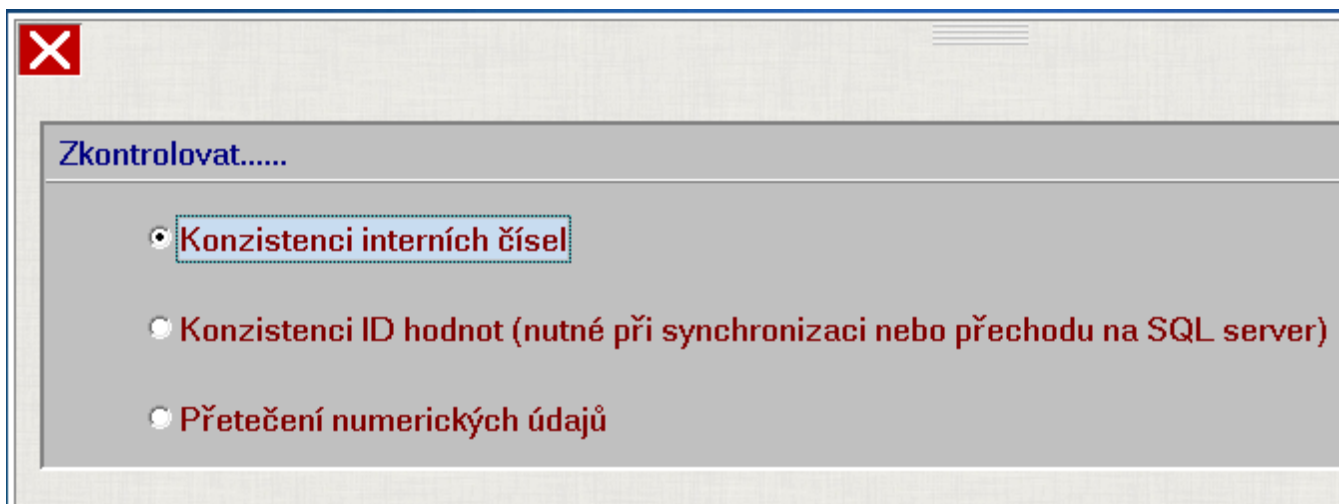 Zkontrolovat......
Konzistenci interních čísel
Konzistenci ID hodnot (nutné při synchronizaci nebo přechodu na SQL server)
Přetečení numerických údajů